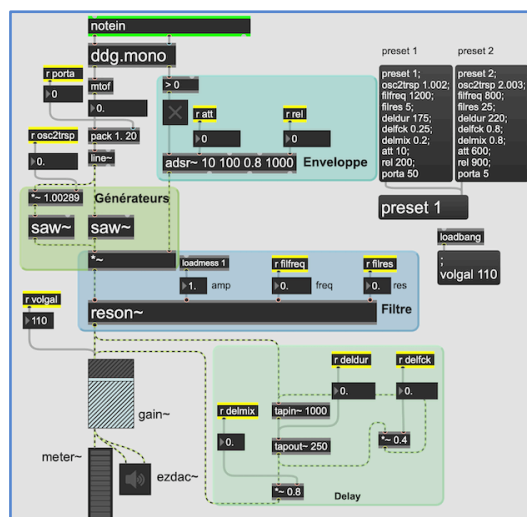 notein
ddg.mono
r porta
0
mtof
0.
pack 1. 20
line~
r osc2trsp
0.
*~ 1.00289
Générateurs
saw~
saw~
*~
> 0
r att
0
r rel
0
adsr~ 10 100 0.8 1000
Enveloppe
preset 1
preset 1;
osc2trsp 1.002;
filfreq 1200;
filres 5;
deldur 175;
delfck 0.25;
delmix 0.2;
att 10;
rel 200;
porta 50
preset 2
preset 2;
osc2trsp 2.003;
filfreq 800;
filres 25;
deldur 220;
delfck 0.8;
delmix 0.8;
att 600;
rel 900;
porta 5
preset 1
loadbang
;
volgal 110
loadmess 1
1.
amp
r filfreq
0.
freq
r filres
0.
res
reson~
Filtre
r volgal
110
gain~
meter~
ezdac~
r deldur
0.
r delfck
0.
r delmix
0.
tapin~ 1000
tapout~ 250
*~ 0.4
*~ 0.8
Delay